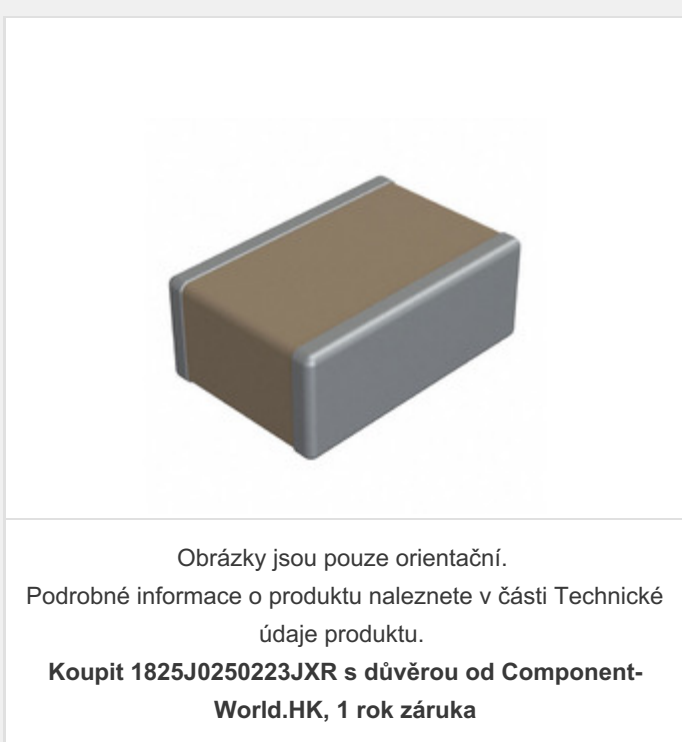 Obrázky jsou pouze orientační.
Podrobné informace o produktu naleznete v části Technické
údaje produktu.
Koupit 1825J0250223JXR s důvěrou od Component-
World.HK, 1 rok záruka